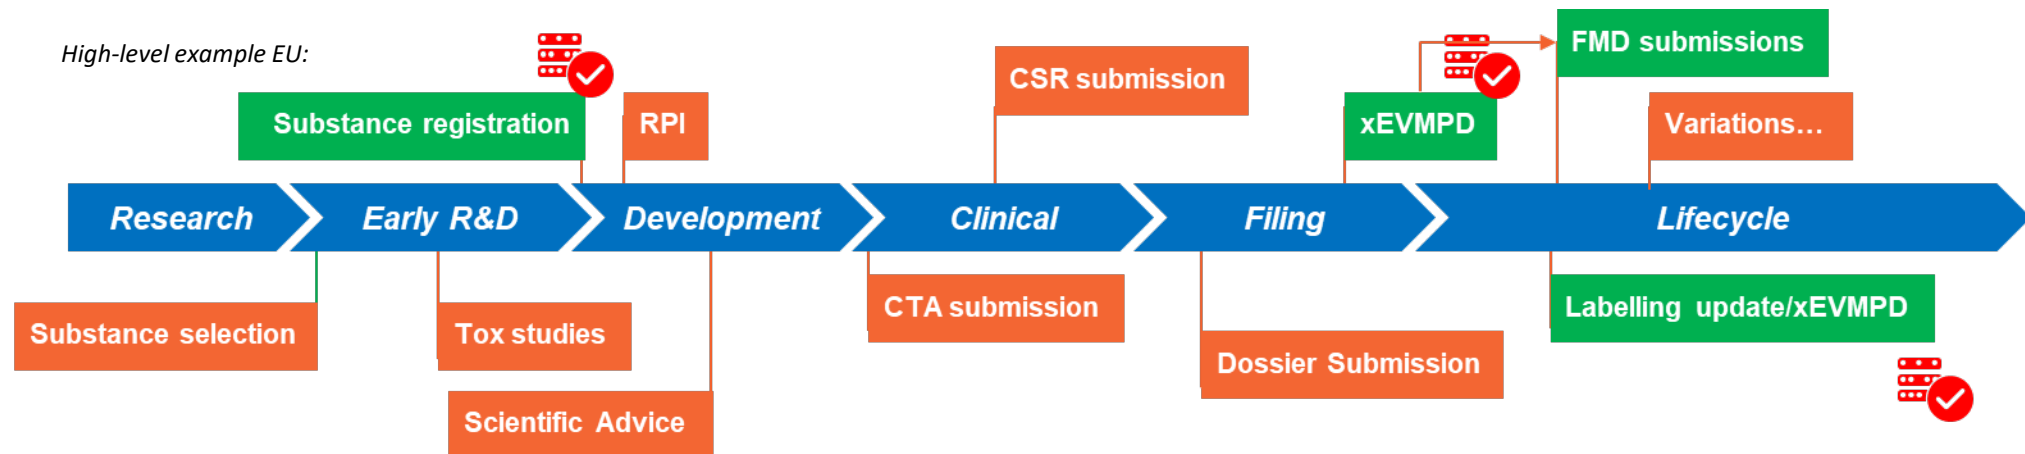 High-level example EU:
FMD submissions
CSR submission
Substance registration
RPI
xEVMPD
Variations...
Research
Early R&D
Development
Clinical
Filing
Lifecycle
Substance selection
Tox studies
CTA submission
Labelling update/xEVMPD
Dossier Submission
Scientific Advice